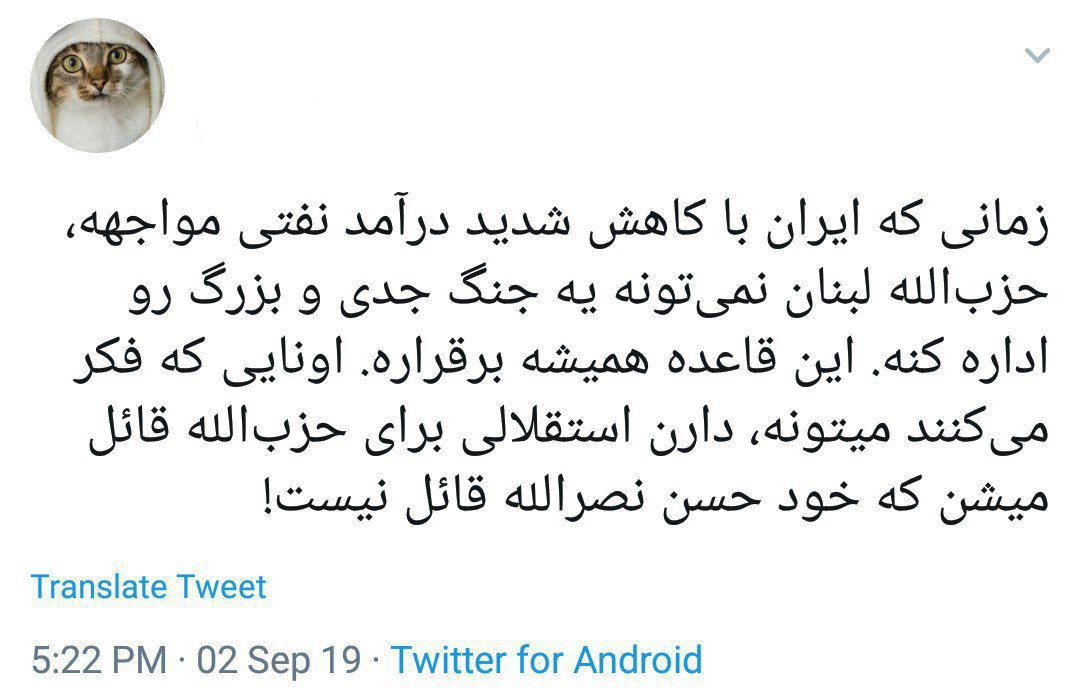 زمانی که ایران با کاهش شدید درآمد نفتی مواجهه،
حزب‌الله لبنان نمی‌تونه یه جنگ جدی و بزرگ رو
اداره کنه. این قاعده همیشه برقراره. اونایی که فکر
می‌کنند میتونه، دارن استقلالی برای حزب‌الله قائل
میشن که خود حسن نصرالله قائل نیست!
Translate Tweet
5:22 PM · 02 Sep 19 · Twitter for Android